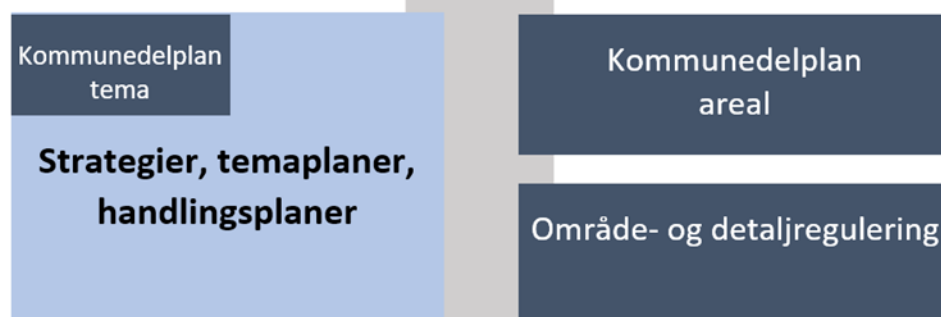 Kommunedelplan
tema
Strategier, temaplaner,
handlingsplaner
Kommunedelplan
areal
Område- og detaljregulering